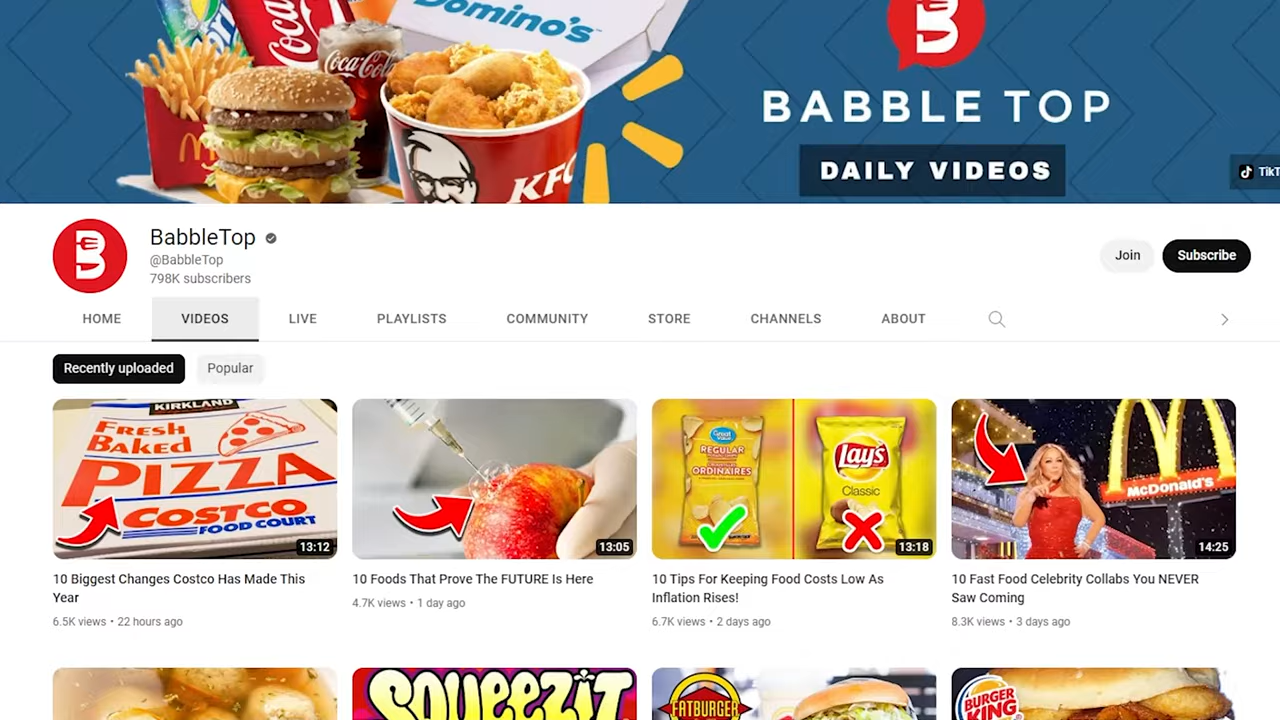 Domino's
Coca-Cola
KFC
BABBLE TOP
DAILY VIDEOS
BabbleTop
@BabbleTop
798K subscribers
Join
Subscribe
HOME
VIDEOS
LIVE
PLAYLISTS
COMMUNITY
STORE
CHANNELS
ABOUT
Recently uploaded
Popular
KIRKLAND
FRESH
BAKED
PIZZA
COSTCO
FOOD COURT
13:12
13:05
Great Value
REGULAR
ORDINAIRES
Lay's
Classic
13:18
McDonald's
14:25
10 Biggest Changes Costco Has Made This
Year
6.5K views • 22 hours ago
10 Foods That Prove The FUTURE Is Here
4.7K views • 1 day ago
10 Tips For Keeping Food Costs Low As
Inflation Rises!
6.7K views • 2 days ago
10 Fast Food Celebrity Collabs You NEVER
Saw Coming
8.3K views • 3 days ago
SQUEEZIT
FATBURGER
BURGER
KING